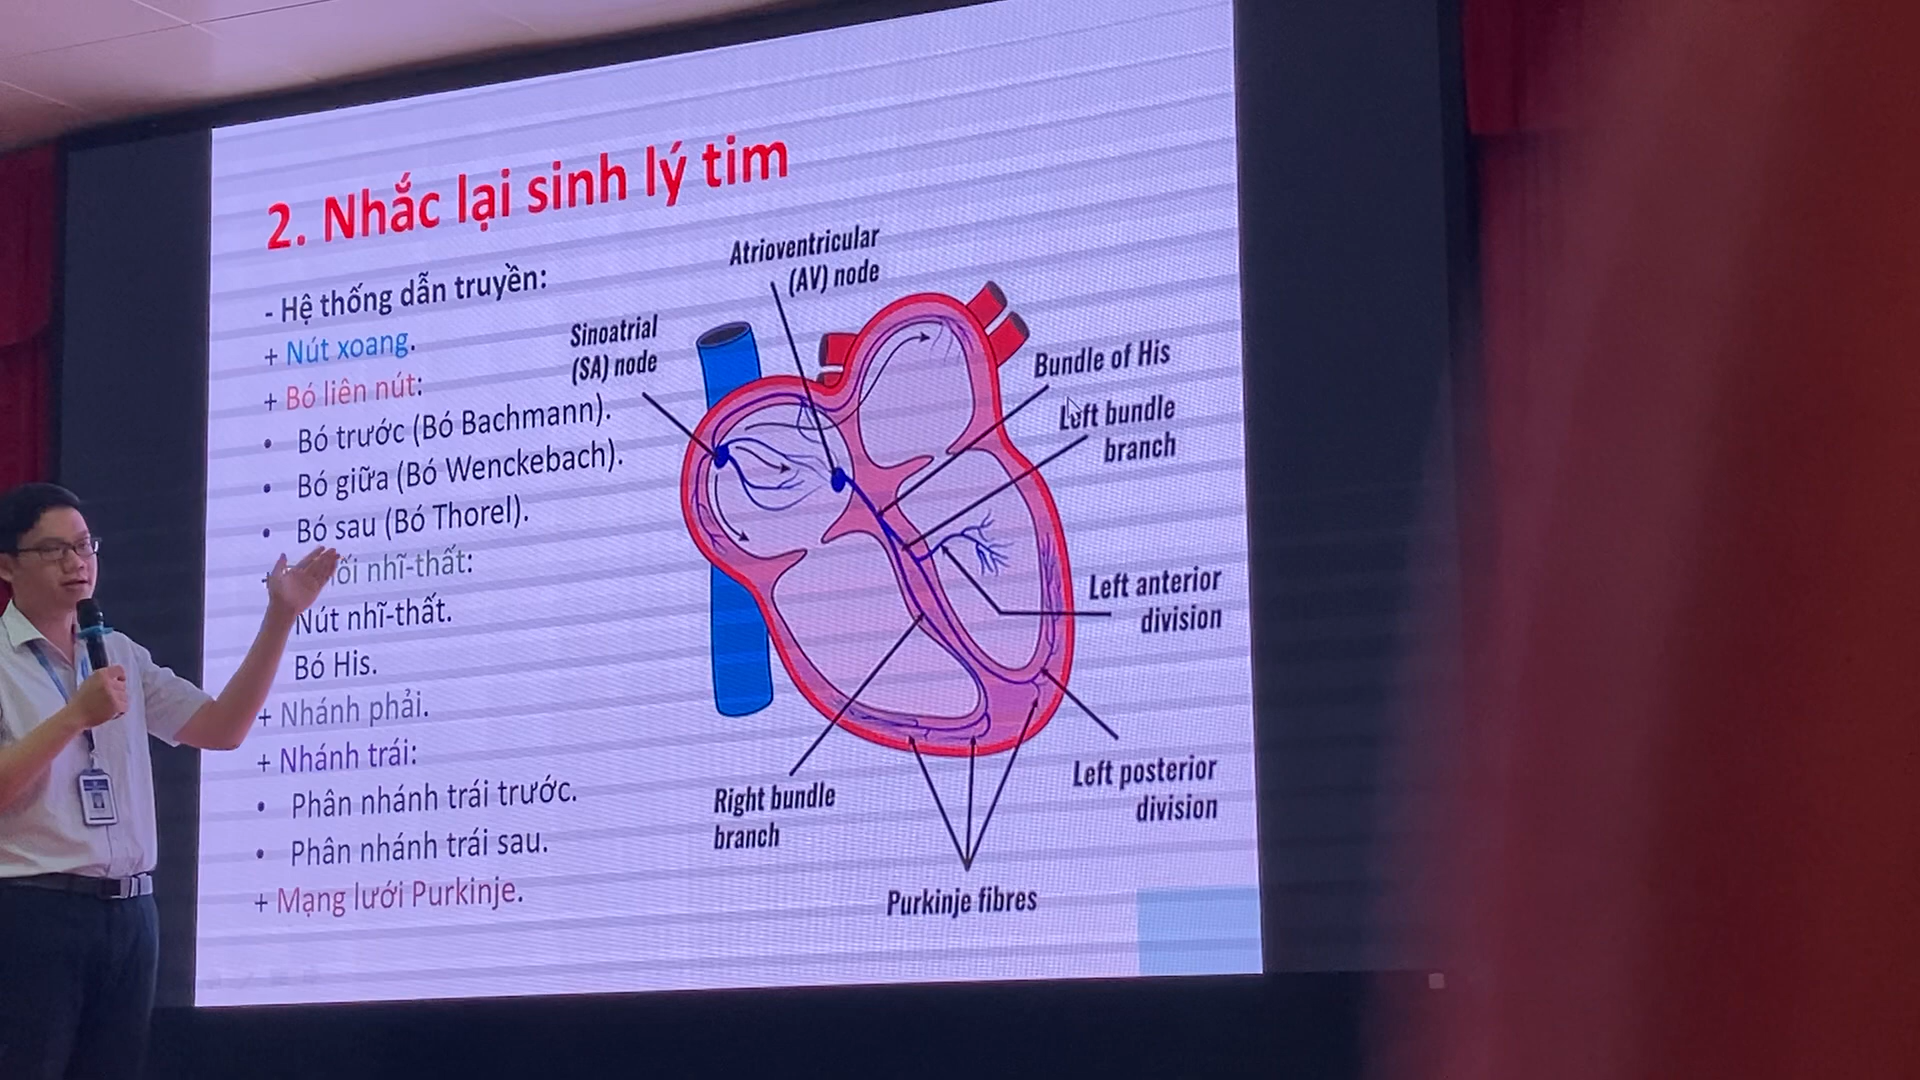 2. Nhắc lại sinh lý tim
- Hệ thống dẫn truyền:
+ Nút xoang.
+ Bó liên nút:
• Bó trước (Bó Bachmann).
• Bó giữa (Bó Wenckebach).
• Bó sau (Bó Thorel).
nhĩ-thất:
Nút nhĩ-thất.
Bó His.
+ Nhánh phải.
+ Nhánh trái:
• Phân nhánh trái trước.
• Phân nhánh trái sau.
+ Mạng lưới Purkinje.
Atrioventricular
(AV) node
Sinoatrial
(SA) node
Bundle of His
Left bundle
branch
Left anterior
division
Left posterior
division
Right bundle
branch
Purkinje fibres